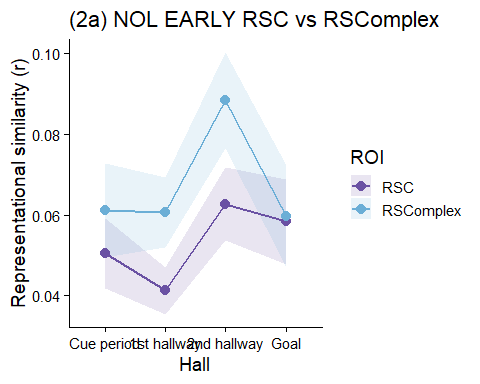 (2a) NOL EARLY RSC vs RSComplex
Representational similarity (r)
0.10
0.08
0.06
0.04
Cue period 1st hallway 2nd hallway Goal
Hall
ROI
RSC
RSComplex